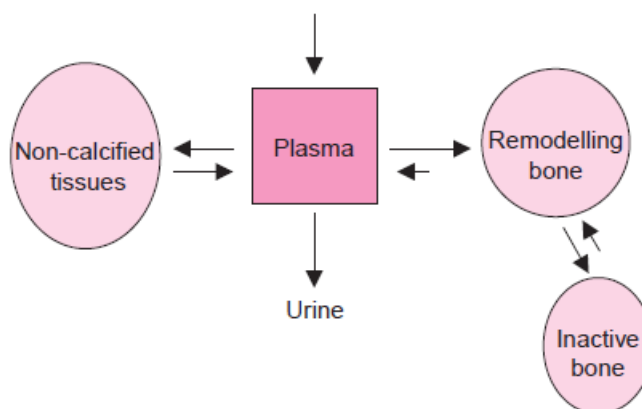 Non-calcified
tissues
Plasma
Remodelling
bone
Urine
Inactive
bone